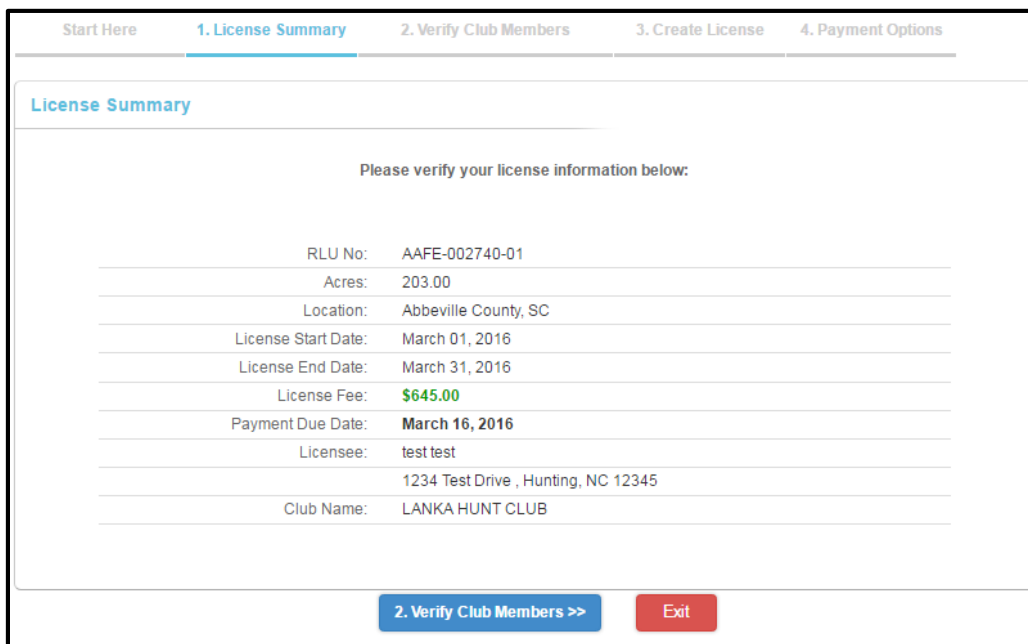 Start Here 1. License Summary 2. Verify Club Members 3. Create License 4. Payment Options
License Summary
Please verify your license information below:
RLU No: AAFE-002740-01
Acres: 203.00
Location: Abbeville County, SC
License Start Date: March 01, 2016
License End Date: March 31, 2016
License Fee: $645.00
Payment Due Date: March 16, 2016
Licensee: test test
1234 Test Drive , Hunting, NC 12345
Club Name: LANKA HUNT CLUB
2. Verify Club Members >> Exit